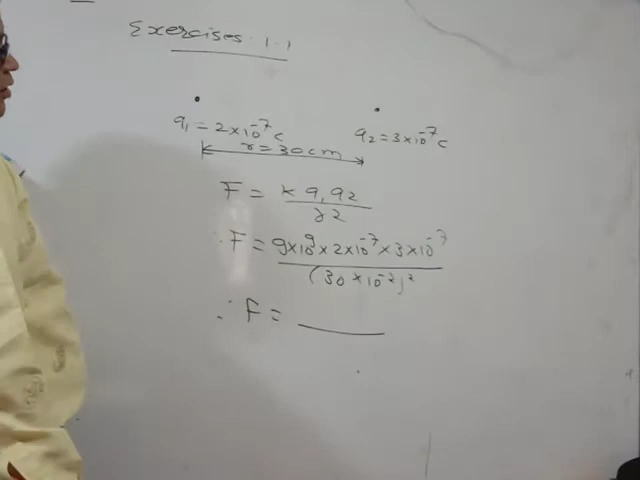 Exercises 1.1
q₁ = 2×10⁻⁷ c
q₂ = 3×10⁻⁷ c
r = 30 cm
F = k q₁ q₂ / r²
∴ F = 9×10⁹ × 2×10⁻⁷ × 3×10⁻⁷ / (30 × 10⁻²)²
∴ F =